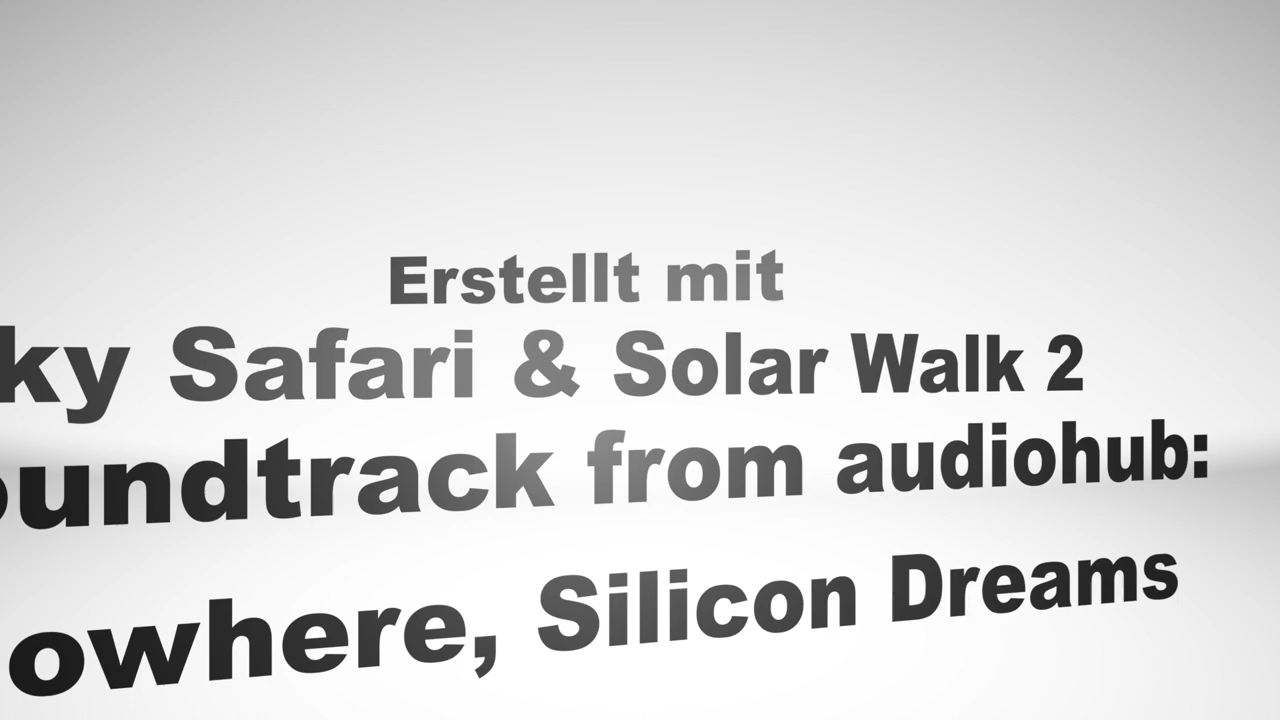 Erstellt mit
ky Safari & Solar Walk 2
oundtrack from audiohub:
owhere, Silicon Dreams